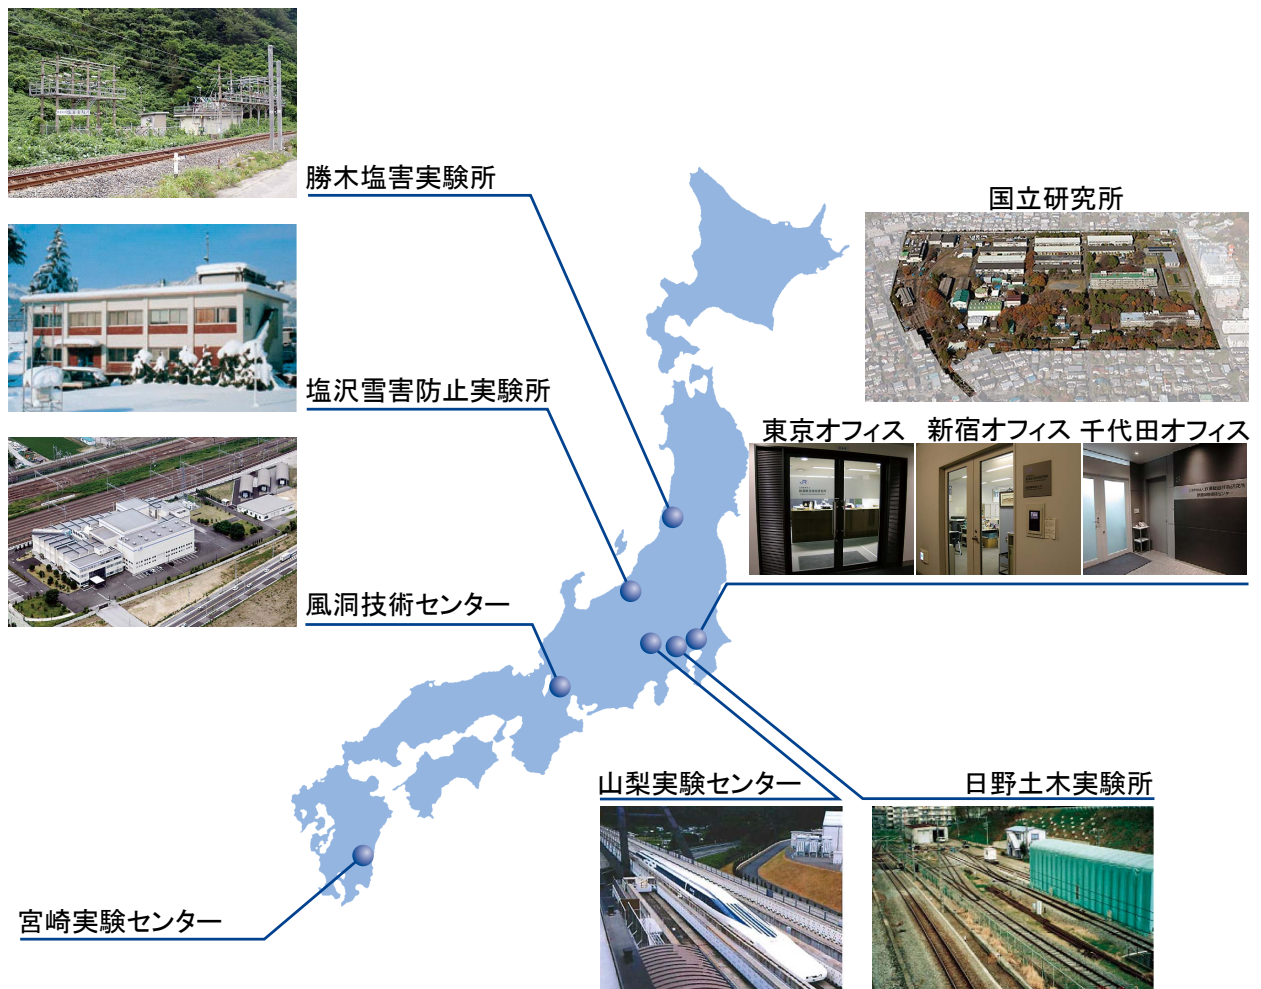 勝木塩害実験所
国立研究所
塩沢雪害防止実験所
東京オフィス
新宿オフィス
千代田オフィス
風洞技術センター
山梨実験センター
日野土木実験所
宮崎実験センター